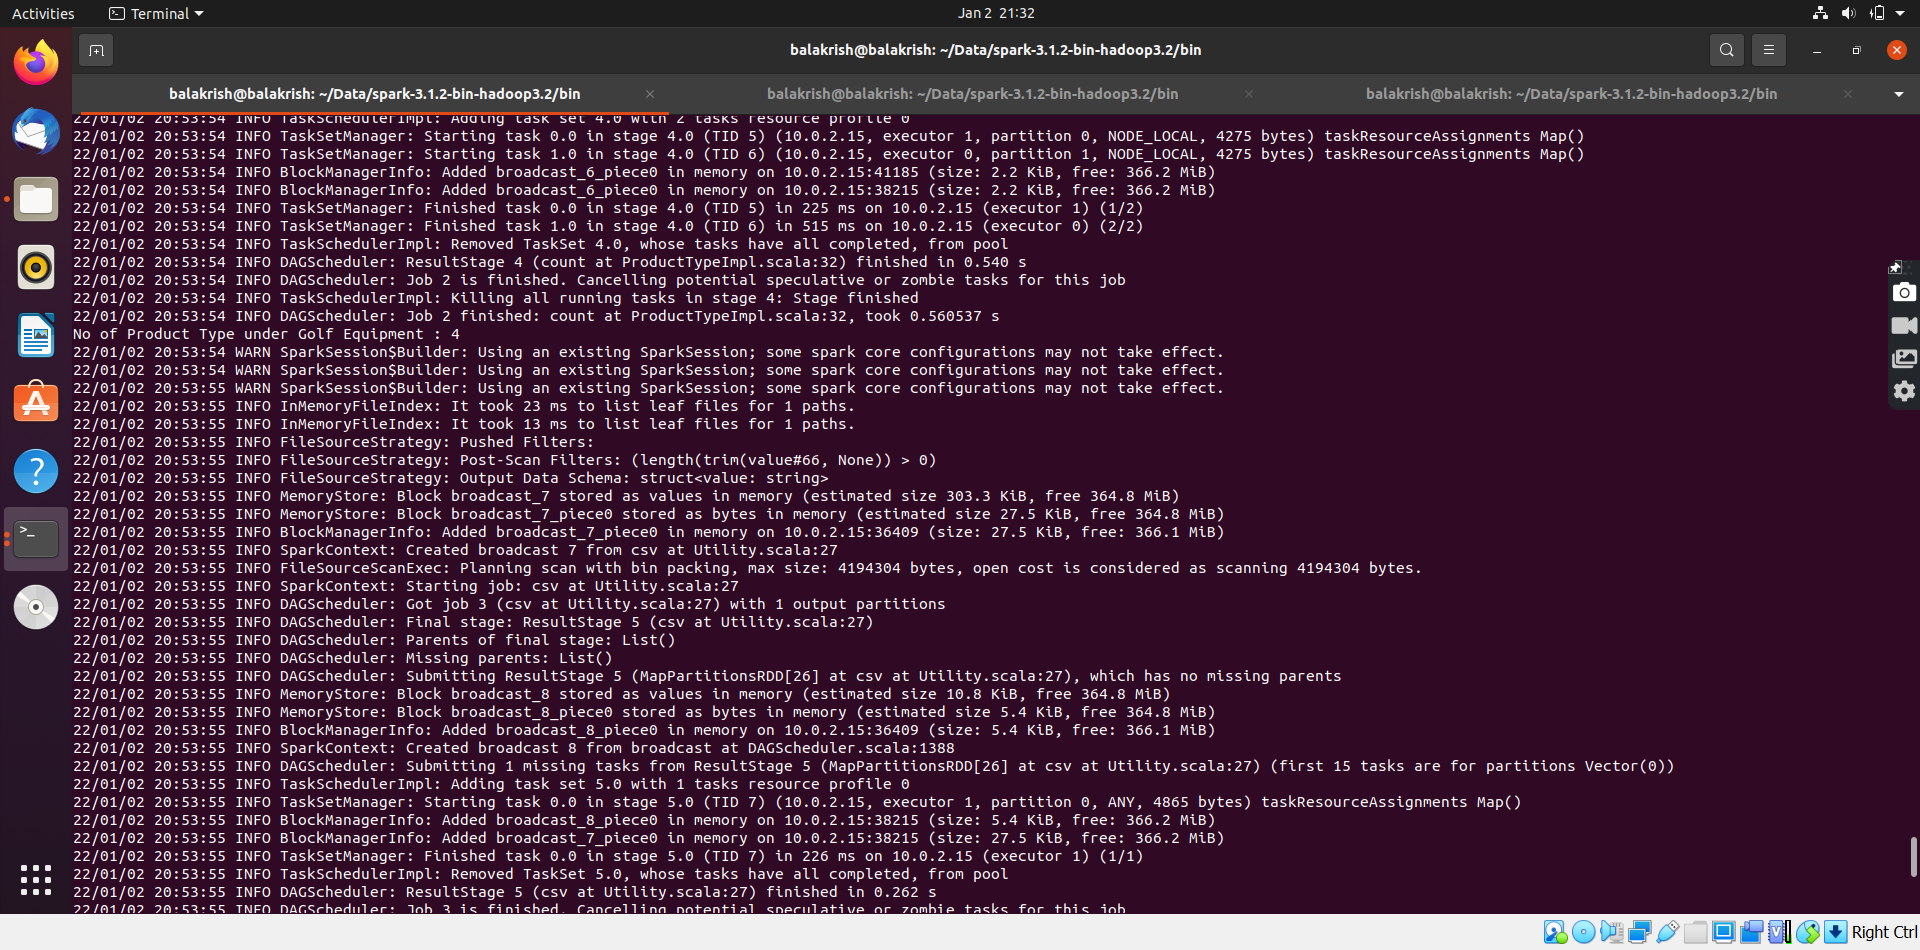 Activities
Terminal
Jan 2 21:32
balakrish@balakrish: ~/Data/spark-3.1.2-bin-hadoop3.2/bin
balakrish@balakrish: ~/Data/spark-3.1.2-bin-hadoop3.2/bin
balakrish@balakrish: ~/Data/spark-3.1.2-bin-hadoop3.2/bin
balakrish@balakrish: ~/Data/spark-3.1.2-bin-hadoop3.2/bin
22/01/02 20:53:54 INFO TaskSchedulerImpl: Adding task set 4.0 with 2 tasks resource profile 0
22/01/02 20:53:54 INFO TaskSetManager: Starting task 0.0 in stage 4.0 (TID 5) (10.0.2.15, executor 1, partition 0, NODE_LOCAL, 4275 bytes) taskResourceAssignments Map()
22/01/02 20:53:54 INFO TaskSetManager: Starting task 1.0 in stage 4.0 (TID 6) (10.0.2.15, executor 0, partition 1, NODE_LOCAL, 4275 bytes) taskResourceAssignments Map()
22/01/02 20:53:54 INFO BlockManagerInfo: Added broadcast_6_piece0 in memory on 10.0.2.15:41185 (size: 2.2 KiB, free: 366.2 MiB)
22/01/02 20:53:54 INFO BlockManagerInfo: Added broadcast_6_piece0 in memory on 10.0.2.15:38215 (size: 2.2 KiB, free: 366.2 MiB)
22/01/02 20:53:54 INFO TaskSetManager: Finished task 0.0 in stage 4.0 (TID 5) in 225 ms on 10.0.2.15 (executor 1) (1/2)
22/01/02 20:53:54 INFO TaskSetManager: Finished task 1.0 in stage 4.0 (TID 6) in 515 ms on 10.0.2.15 (executor 0) (2/2)
22/01/02 20:53:54 INFO TaskSchedulerImpl: Removed TaskSet 4.0, whose tasks have all completed, from pool
22/01/02 20:53:54 INFO DAGScheduler: ResultStage 4 (count at ProductTypeImpl.scala:32) finished in 0.540 s
22/01/02 20:53:54 INFO DAGScheduler: Job 2 is finished. Cancelling potential speculative or zombie tasks for this job
22/01/02 20:53:54 INFO TaskSchedulerImpl: Killing all running tasks in stage 4: Stage finished
22/01/02 20:53:54 INFO DAGScheduler: Job 2 finished: count at ProductTypeImpl.scala:32, took 0.560537 s
No of Product Type under Golf Equipment : 4
22/01/02 20:53:54 WARN SparkSession$Builder: Using an existing SparkSession; some spark core configurations may not take effect.
22/01/02 20:53:54 WARN SparkSession$Builder: Using an existing SparkSession; some spark core configurations may not take effect.
22/01/02 20:53:55 WARN SparkSession$Builder: Using an existing SparkSession; some spark core configurations may not take effect.
22/01/02 20:53:55 INFO InMemoryFileIndex: It took 23 ms to list leaf files for 1 paths.
22/01/02 20:53:55 INFO InMemoryFileIndex: It took 13 ms to list leaf files for 1 paths.
22/01/02 20:53:55 INFO FileSourceStrategy: Pushed Filters:
22/01/02 20:53:55 INFO FileSourceStrategy: Post-Scan Filters: (length(trim(value#66, None)) > 0)
22/01/02 20:53:55 INFO FileSourceStrategy: Output Data Schema: struct<value: string>
22/01/02 20:53:55 INFO MemoryStore: Block broadcast_7 stored as values in memory (estimated size 303.3 KiB, free 364.8 MiB)
22/01/02 20:53:55 INFO MemoryStore: Block broadcast_7_piece0 stored as bytes in memory (estimated size 27.5 KiB, free 364.8 MiB)
22/01/02 20:53:55 INFO BlockManagerInfo: Added broadcast_7_piece0 in memory on 10.0.2.15:36409 (size: 27.5 KiB, free: 366.1 MiB)
22/01/02 20:53:55 INFO SparkContext: Created broadcast 7 from csv at Utility.scala:27
22/01/02 20:53:55 INFO FileSourceScanExec: Planning scan with bin packing, max size: 4194304 bytes, open cost is considered as scanning 4194304 bytes.
22/01/02 20:53:55 INFO SparkContext: Starting job: csv at Utility.scala:27
22/01/02 20:53:55 INFO DAGScheduler: Got job 3 (csv at Utility.scala:27) with 1 output partitions
22/01/02 20:53:55 INFO DAGScheduler: Final stage: ResultStage 5 (csv at Utility.scala:27)
22/01/02 20:53:55 INFO DAGScheduler: Parents of final stage: List()
22/01/02 20:53:55 INFO DAGScheduler: Missing parents: List()
22/01/02 20:53:55 INFO DAGScheduler: Submitting ResultStage 5 (MapPartitionsRDD[26] at csv at Utility.scala:27), which has no missing parents
22/01/02 20:53:55 INFO MemoryStore: Block broadcast_8 stored as values in memory (estimated size 10.8 KiB, free 364.8 MiB)
22/01/02 20:53:55 INFO MemoryStore: Block broadcast_8_piece0 stored as bytes in memory (estimated size 5.4 KiB, free 364.8 MiB)
22/01/02 20:53:55 INFO BlockManagerInfo: Added broadcast_8_piece0 in memory on 10.0.2.15:36409 (size: 5.4 KiB, free: 366.1 MiB)
22/01/02 20:53:55 INFO SparkContext: Created broadcast 8 from broadcast at DAGScheduler.scala:1388
22/01/02 20:53:55 INFO DAGScheduler: Submitting 1 missing tasks from ResultStage 5 (MapPartitionsRDD[26] at csv at Utility.scala:27) (first 15 tasks are for partitions Vector(0))
22/01/02 20:53:55 INFO TaskSchedulerImpl: Adding task set 5.0 with 1 tasks resource profile 0
22/01/02 20:53:55 INFO TaskSetManager: Starting task 0.0 in stage 5.0 (TID 7) (10.0.2.15, executor 1, partition 0, ANY, 4865 bytes) taskResourceAssignments Map()
22/01/02 20:53:55 INFO BlockManagerInfo: Added broadcast_8_piece0 in memory on 10.0.2.15:38215 (size: 5.4 KiB, free: 366.2 MiB)
22/01/02 20:53:55 INFO BlockManagerInfo: Added broadcast_7_piece0 in memory on 10.0.2.15:38215 (size: 27.5 KiB, free: 366.2 MiB)
22/01/02 20:53:55 INFO TaskSetManager: Finished task 0.0 in stage 5.0 (TID 7) in 226 ms on 10.0.2.15 (executor 1) (1/1)
22/01/02 20:53:55 INFO TaskSchedulerImpl: Removed TaskSet 5.0, whose tasks have all completed, from pool
22/01/02 20:53:55 INFO DAGScheduler: ResultStage 5 (csv at Utility.scala:27) finished in 0.262 s
22/01/02 20:53:55 INFO DAGScheduler: Job 3 is finished. Cancelling potential speculative or zombie tasks for this job
Right Ctrl